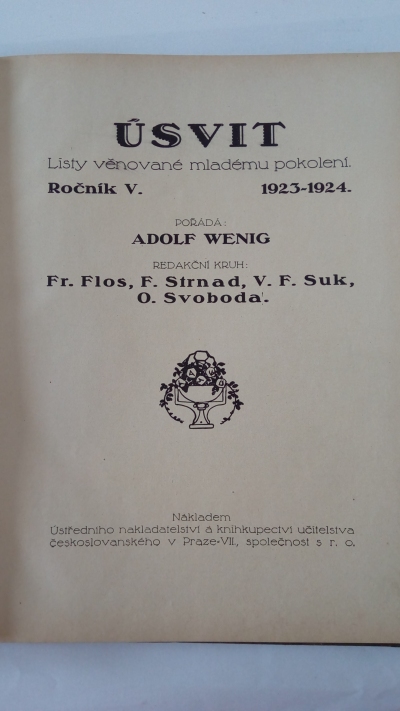 ÚSVIT
Listy věnované mladému pokolení.
Ročník V. 1923-1924.
POŘÁDÁ:
ADOLF WENIG
REDAKČNÍ KRUH:
Fr. Flos, F. Strnad, V. F. Suk,
O. Svoboda.
Nákladem
Ústředního nakladatelství a knihkupectví učitelstva
československého v Praze-VII., společnost s r. o.